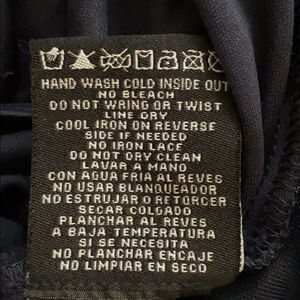 HAND WASH COLD INSIDE OUT
NO BLEACH
DO NOT WRING OR TWIST
LINE DRY
COOL IRON ON REVERSE
SIDE IF NEEDED
NO IRON LACE
DO NOT DRY CLEAN
LAVAR A MANO
CON AGUA FRIA AL REVES
NO USAR BLANQUEADOR
NO ESTRUJAR O RETORCER
SECAR COLGADO
PLANCHAR AL REVES
A BAJA TEMPERATURA
SI SE NECESITA
NO PLANCHAR ENCAJE
NO LIMPIAR EN SECO